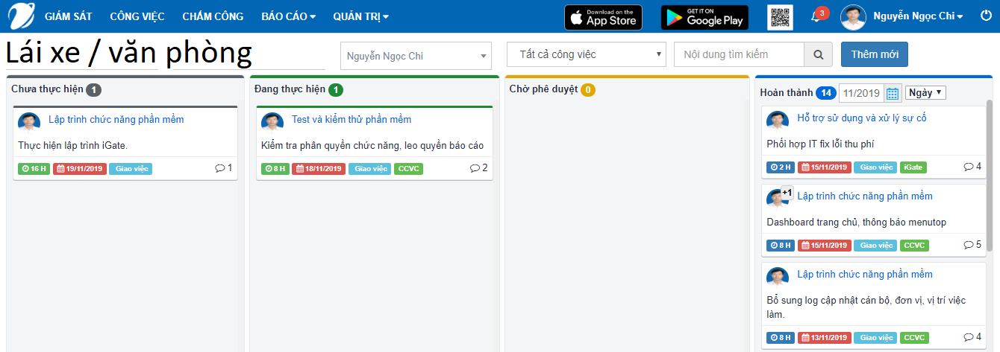 GIÁM SÁT CÔNG VIỆC CHẤM CÔNG BÁO CÁO QUẢN TRỊ Download on the App Store GET IT ON Google Play 3 Nguyễn Ngọc Chi
Lái xe / văn phòng Nguyễn Ngọc Chi Tất cả công việc Nội dung tìm kiếm Thêm mới
Chưa thực hiện 1
Lập trình chức năng phần mềm
Thực hiện lập trình iGate.
16 H 19/11/2019 Giao việc 1
Đang thực hiện 1
Test và kiểm thử phần mềm
Kiểm tra phân quyền chức năng, leo quyền báo cáo
8 H 18/11/2019 Giao việc CCVC 2
Chờ phê duyệt 0
Hoàn thành 14 11/2019 Ngày
Hỗ trợ sử dụng và xử lý sự cố
Phối hợp IT fix lỗi thu phí
2 H 15/11/2019 Giao việc iGate 4
+1 Lập trình chức năng phần mềm
Dashboard trang chủ, thông báo menutop
8 H 15/11/2019 Giao việc CCVC 5
Lập trình chức năng phần mềm
Bổ sung log cập nhật cán bộ, đơn vị, vị trí việc
làm.
8 H 13/11/2019 Giao việc CCVC 4